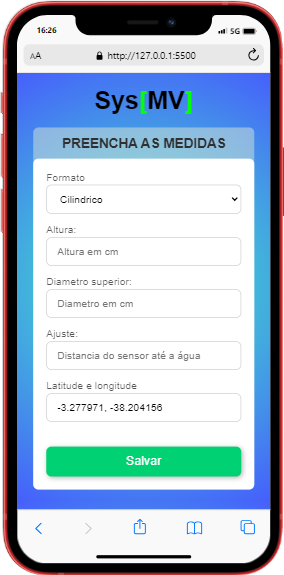 16:26
5G
AA
http://127.0.0.1:5500
Sys[MV]
PREENCHA AS MEDIDAS
Formato
Cilindrico
Altura:
Altura em cm
Diametro superior:
Diametro em cm
Ajuste:
Distancia do sensor até a água
Latitude e longitude
-3.277971, -38.204156
Salvar